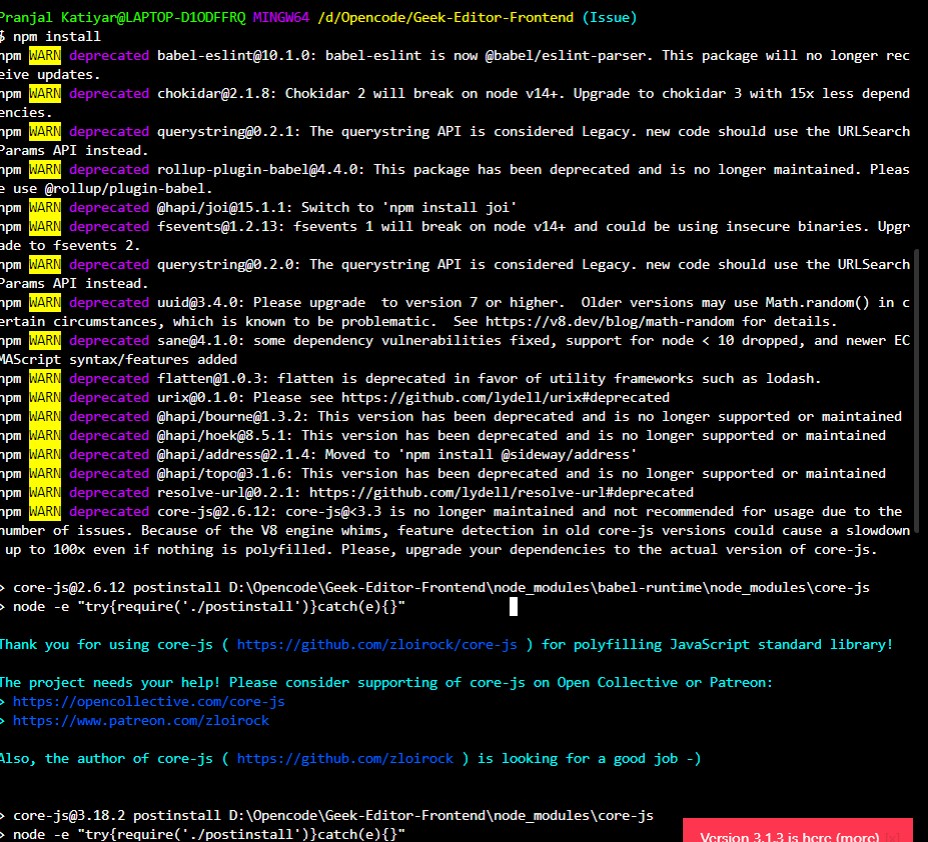 Pranjal Katiyar@LAPTOP-D1ODFFRQ MINGW64 /d/Opencode/Geek-Editor-Frontend (Issue)
$ npm install
npm WARN deprecated babel-eslint@10.1.0: babel-eslint is now @babel/eslint-parser. This package will no longer rec
eive updates.
npm WARN deprecated chokidar@2.1.8: Chokidar 2 will break on node v14+. Upgrade to chokidar 3 with 15x less depend
encies.
npm WARN deprecated querystring@0.2.1: The querystring API is considered Legacy. new code should use the URLSearch
Params API instead.
npm WARN deprecated rollup-plugin-babel@4.4.0: This package has been deprecated and is no longer maintained. Pleas
e use @rollup/plugin-babel.
npm WARN deprecated @hapi/joi@15.1.1: Switch to 'npm install joi'
npm WARN deprecated fsevents@1.2.13: fsevents 1 will break on node v14+ and could be using insecure binaries. Upgr
ade to fsevents 2.
npm WARN deprecated querystring@0.2.0: The querystring API is considered Legacy. new code should use the URLSearch
Params API instead.
npm WARN deprecated uuid@3.4.0: Please upgrade  to version 7 or higher.  Older versions may use Math.random() in c
ertain circumstances, which is known to be problematic.  See https://v8.dev/blog/math-random for details.
npm WARN deprecated sane@4.1.0: some dependency vulnerabilities fixed, support for node < 10 dropped, and newer EC
MAScript syntax/features added
npm WARN deprecated flatten@1.0.3: flatten is deprecated in favor of utility frameworks such as lodash.
npm WARN deprecated urix@0.1.0: Please see https://github.com/lydell/urix#deprecated
npm WARN deprecated @hapi/bourne@1.3.2: This version has been deprecated and is no longer supported or maintained
npm WARN deprecated @hapi/hoek@8.5.1: This version has been deprecated and is no longer supported or maintained
npm WARN deprecated @hapi/address@2.1.4: Moved to 'npm install @sideway/address'
npm WARN deprecated @hapi/topo@3.1.6: This version has been deprecated and is no longer supported or maintained
npm WARN deprecated resolve-url@0.2.1: https://github.com/lydell/resolve-url#deprecated
npm WARN deprecated core-js@2.6.12: core-js@<3.3 is no longer maintained and not recommended for usage due to the
number of issues. Because of the V8 engine whims, feature detection in old core-js versions could cause a slowdown
up to 100x even if nothing is polyfilled. Please, upgrade your dependencies to the actual version of core-js.
> core-js@2.6.12 postinstall D:\Opencode\Geek-Editor-Frontend\node_modules\babel-runtime\node_modules\core-js
> node -e "try{require('./postinstall')}catch(e){}"
Thank you for using core-js ( https://github.com/zloirock/core-js ) for polyfilling JavaScript standard library!
The project needs your help! Please consider supporting of core-js on Open Collective or Patreon:
> https://opencollective.com/core-js
> https://www.patreon.com/zloirock
Also, the author of core-js ( https://github.com/zloirock ) is looking for a good job -)
> core-js@3.18.2 postinstall D:\Opencode\Geek-Editor-Frontend\node_modules\core-js
> node -e "try{require('./postinstall')}catch(e){}"
Version 3.1.3 is here (more) [x]